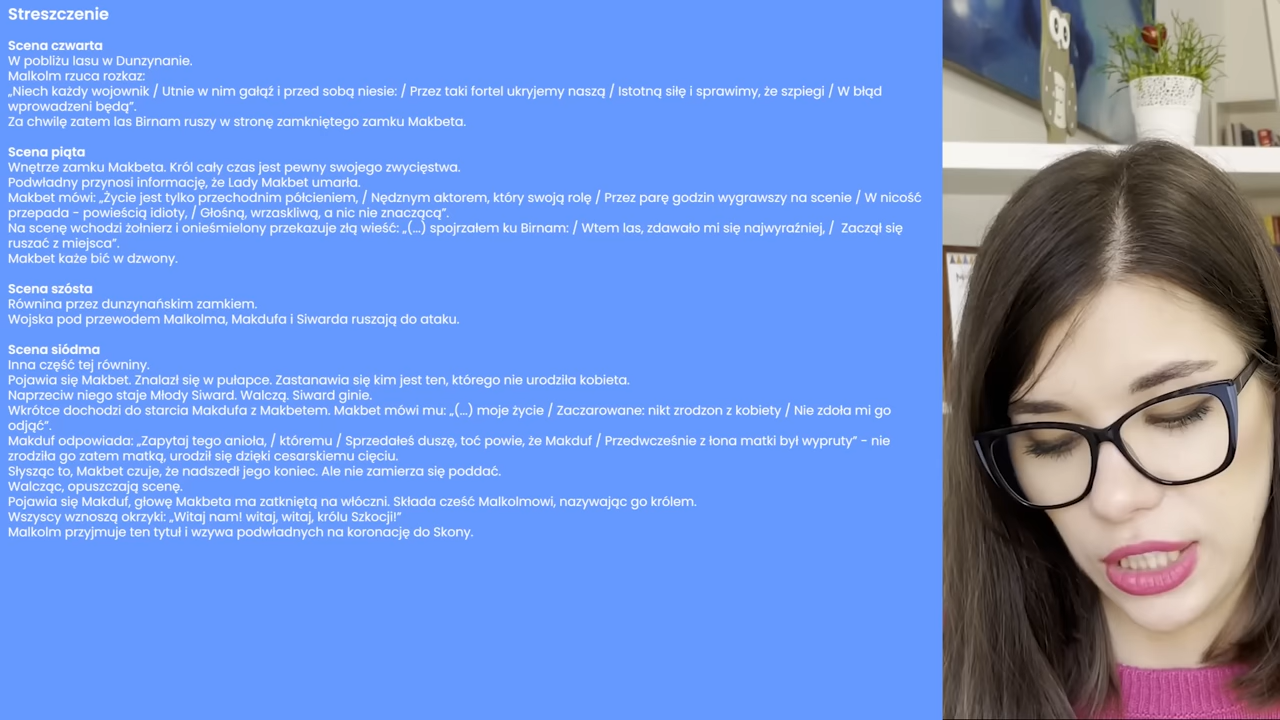 Streszczenie
Scena czwarta
W pobliżu lasu w Dunzynanie.
Malkolm rzuca rozkaz:
„Niech każdy wojownik / Utnie w nim gałąź i przed sobą niesie: / Przez taki fortel ukryjemy naszą / Istotną siłę i sprawimy, że szpiegi / W błąd
wprowadzeni będą”.
Za chwilę zatem las Birnam ruszy w stronę zamkniętego zamku Makbeta.
Scena piąta
Wnętrze zamku Makbeta. Król cały czas jest pewny swojego zwycięstwa.
Podwładny przynosi informację, że Lady Makbet umarła.
Makbet mówi: „Życie jest tylko przechodnim półcieniem, / Nędznym aktorem, który swoją rolę / Przez parę godzin wygrawszy na scenie / W nicość
przepada - powieścią idioty, / Głośną, wrzaskliwą, a nic nie znaczącą”.
Na scenę wchodzi żołnierz i onieśmielony przekazuje złą wieść: „(...) spojrzałem ku Birnam: / Wtem las, zdawało mi się najwyraźniej, / Zaczął się
ruszać z miejsca”.
Makbet każe bić w dzwony.
Scena szósta
Równina przez dunzynańskim zamkiem.
Wojska pod przewodem Malkolma, Makdufa i Siwarda ruszają do ataku.
Scena siódma
Inna część tej równiny.
Pojawia się Makbet. Znalazł się w pułapce. Zastanawia się kim jest ten, którego nie urodziła kobieta.
Naprzeciw niego staje Młody Siward. Walczą. Siward ginie.
Wkrótce dochodzi do starcia Makdufa z Makbetem. Makbet mówi mu: „(...) moje życie / Zaczarowane: nikt zrodzon z kobiety / Nie zdoła mi go
odjąć”.
Makduf odpowiada: „Zapytaj tego anioła, / któremu / Sprzedałeś duszę, toć powie, że Makduf / Przedwcześnie z łona matki był wypruty” - nie
zrodziła go zatem matką, urodził się dzięki cesarskiemu cięciu.
Słysząc to, Makbet czuje, że nadszedł jego koniec. Ale nie zamierza się poddać.
Walcząc, opuszczają scenę.
Pojawia się Makduf, głowę Makbeta ma zatkniętą na włóczni. Składa cześć Malkolmowi, nazywając go królem.
Wszyscy wznoszą okrzyki: „Witaj nam! witaj, witaj, królu Szkocji!”
Malkolm przyjmuje ten tytuł i wzywa podwładnych na koronację do Skony.